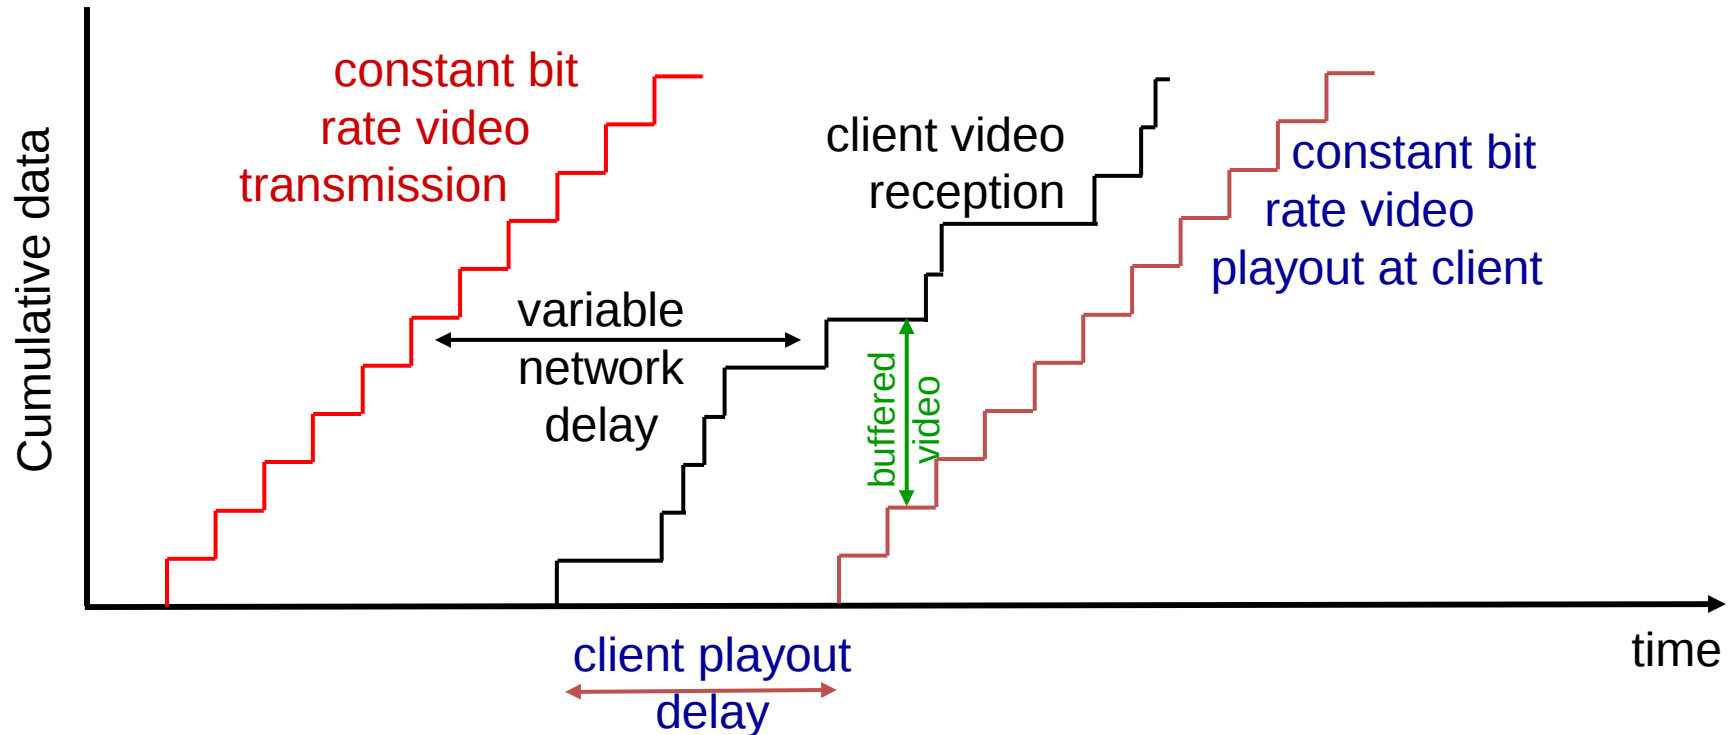 constant bit
rate video
transmission
client video
reception
constant bit
rate video
playout at client
variable
network
delay
buffered
video
Cumulative data
client playout
delay
time